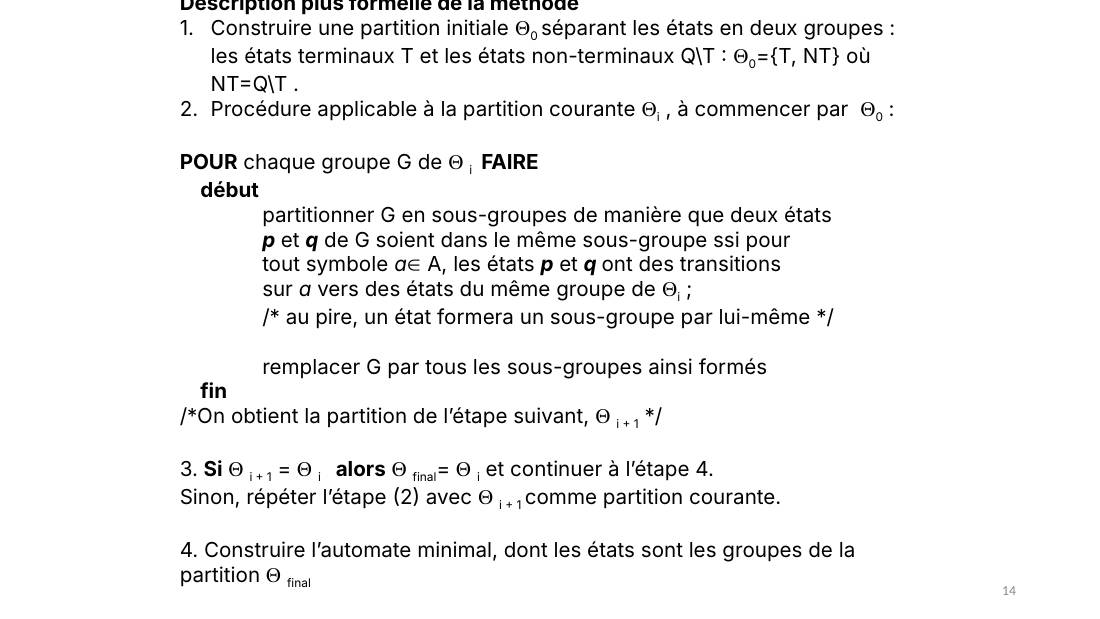 Description plus formelle de la méthode
1. Construire une partition initiale Θ0 séparant les états en deux groupes :
les états terminaux T et les états non-terminaux Q\T : Θ0={T, NT} où
NT=Q\T .
2. Procédure applicable à la partition courante Θi , à commencer par Θ0 :
POUR chaque groupe G de Θ i FAIRE
début
partitionner G en sous-groupes de manière que deux états
p et q de G soient dans le même sous-groupe ssi pour
tout symbole a∈ A, les états p et q ont des transitions
sur a vers des états du même groupe de Θi ;
/* au pire, un état formera un sous-groupe par lui-même */
remplacer G par tous les sous-groupes ainsi formés
fin
/*On obtient la partition de l’étape suivant, Θ i + 1 */
3. Si Θ i + 1 = Θ i alors Θ final= Θ i et continuer à l’étape 4.
Sinon, répéter l’étape (2) avec Θ i + 1 comme partition courante.
4. Construire l’automate minimal, dont les états sont les groupes de la
partition Θ final
14